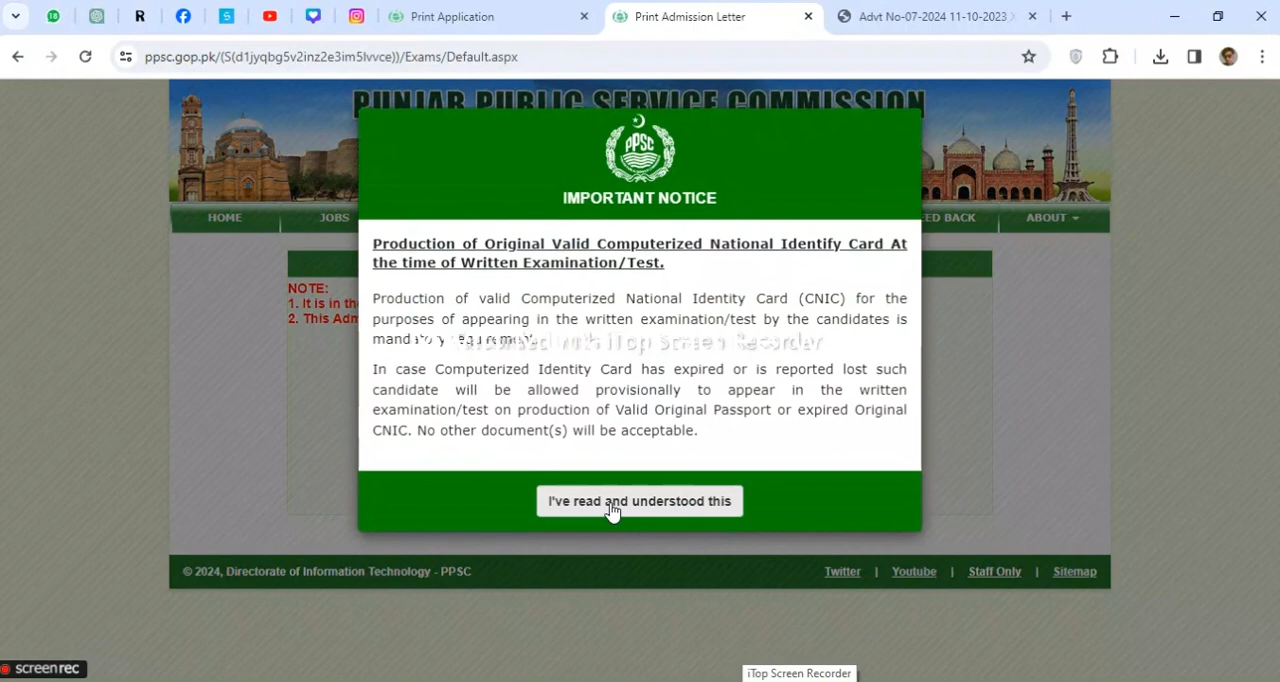 Print Application
Print Admission Letter
Advt No-07-2024 11-10-2023
ppsc.gop.pk/(S(d1jyqbg5v2inz2e3im5lvvce))/Exams/Default.aspx
PUNJAB PUBLIC SERVICE COMMISSION
PPSC
IMPORTANT NOTICE
HOME
JOBS
ED BACK
ABOUT
Production of Original Valid Computerized National Identify Card At
the time of Written Examination/Test.
NOTE:
1. It is in the
2. This Adm
Production of valid Computerized National Identity Card (CNIC) for the
purposes of appearing in the written examination/test by the candidates is
mandatory requirement.
Recorded with iTop Screen Recorder
In case Computerized Identity Card has expired or is reported lost such
candidate will be allowed provisionally to appear in the written
examination/test on production of Valid Original Passport or expired Original
CNIC. No other document(s) will be acceptable.
I've read and understood this
© 2024, Directorate of Information Technology - PPSC
Twitter | Youtube | Staff Only | Sitemap
screenrec
iTop Screen Recorder